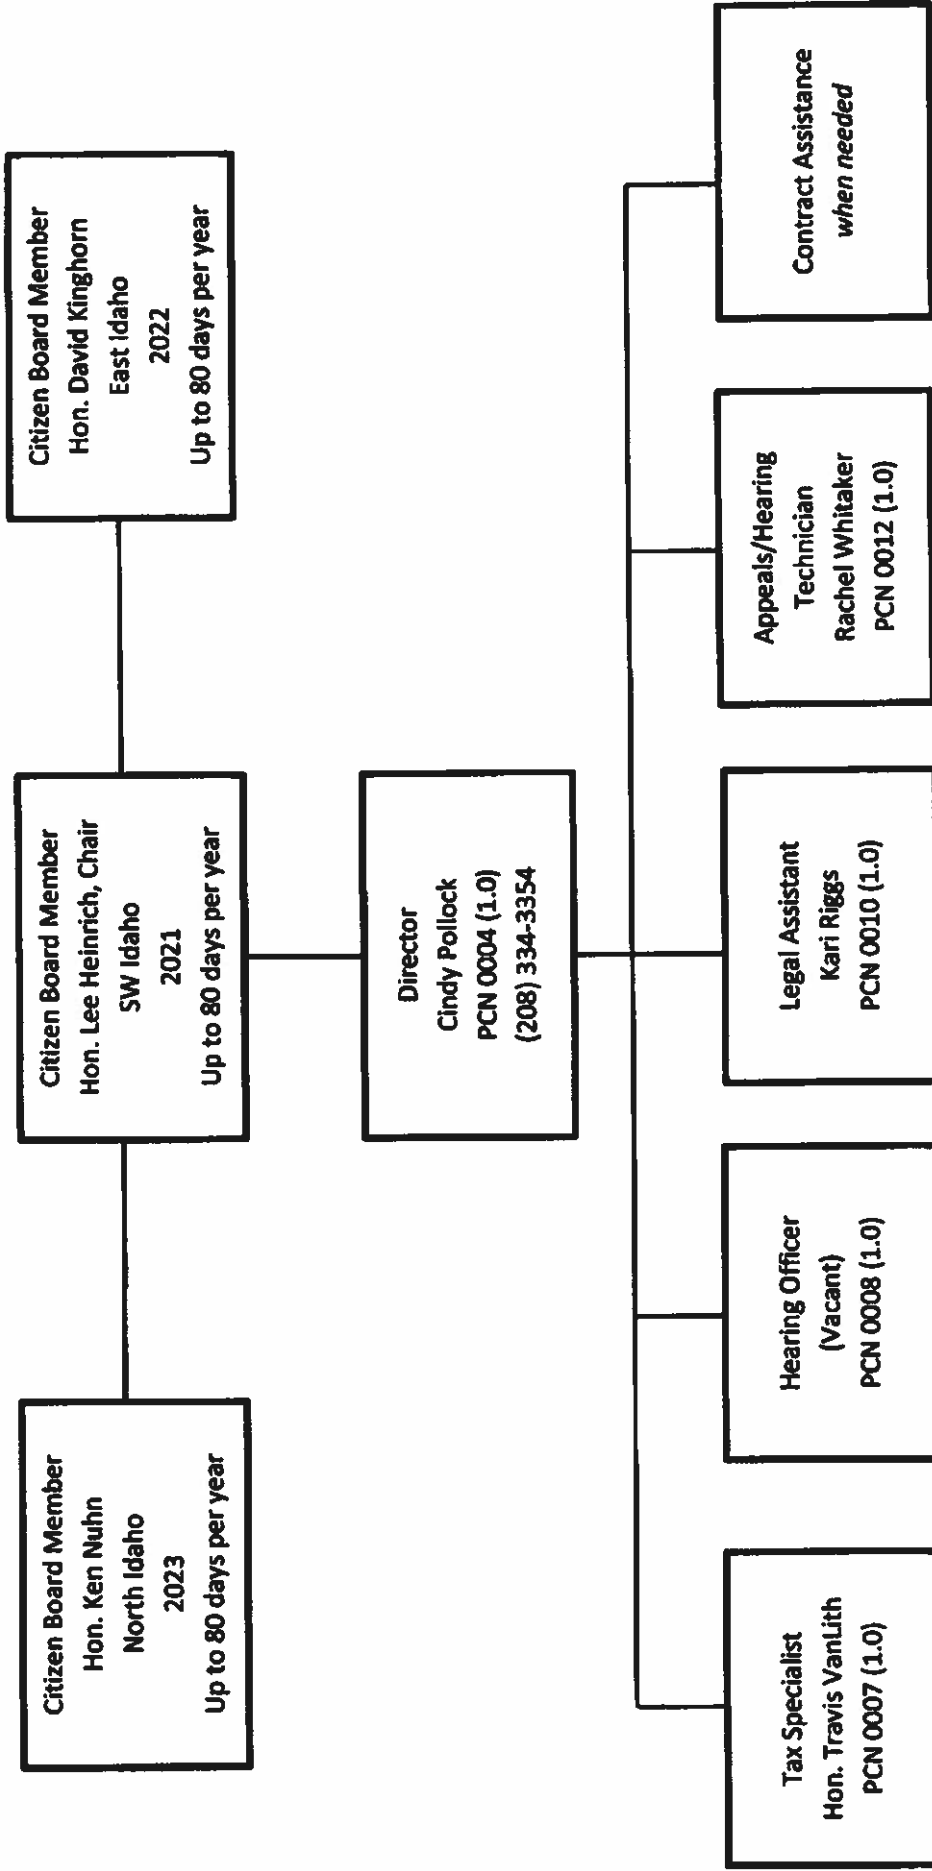 Citizen Board Member
Hon. Ken Nuhn
North Idaho
2023
Up to 80 days per year
Citizen Board Member
Hon. Lee Heinrich, Chair
SW Idaho
2021
Up to 80 days per year
Citizen Board Member
Hon. David Kinghorn
East Idaho
2022
Up to 80 days per year
Director
Cindy Pollock
PCN 0004 (1.0)
(208) 334-3354
Tax Specialist
Hon. Travis VanLith
PCN 0007 (1.0)
Hearing Officer
(Vacant)
PCN 0008 (1.0)
Legal Assistant
Kari Riggs
PCN 0010 (1.0)
Appeals/Hearing
Technician
Rachel Whitaker
PCN 0012 (1.0)
Contract Assistance
when needed